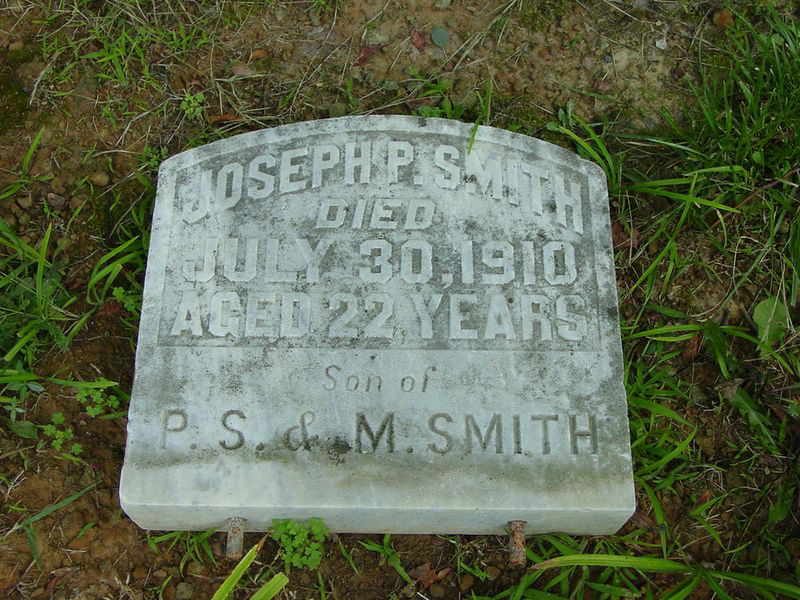 JOSEPH P. SMITH
DIED
JULY 30, 1910
AGED 22 YEARS
Son of
P. S. & M. SMITH